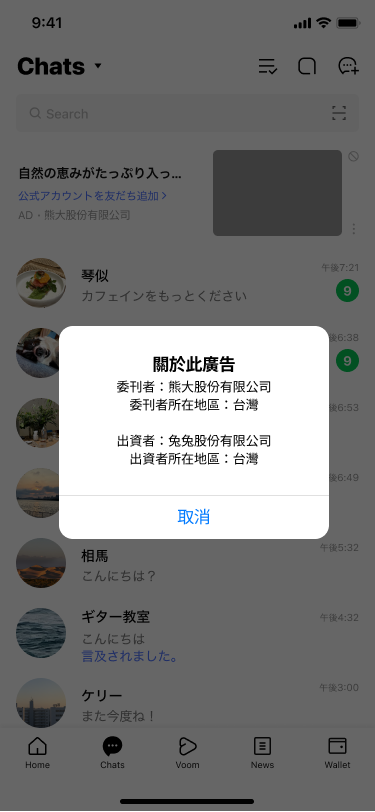 9:41
Chats
Search
自然の恵みがたっぷり入っ...
公式アカウントを友だち追加
AD・熊大股份有限公司
琴似
午後7:21
カフェインをもっとください
9
後6:38
9
後6:53
關於此廣告
委刊者：熊大股份有限公司
委刊者所在地區：台灣
出資者：兔兔股份有限公司
出資者所在地區：台灣
取消
後6:49
相馬
午後5:32
こんにちは？
ギター教室
午後4:32
こんにちは
言及されました。
ケリー
午後3:00
また今度ね！
Home
Chats
Voom
News
Wallet